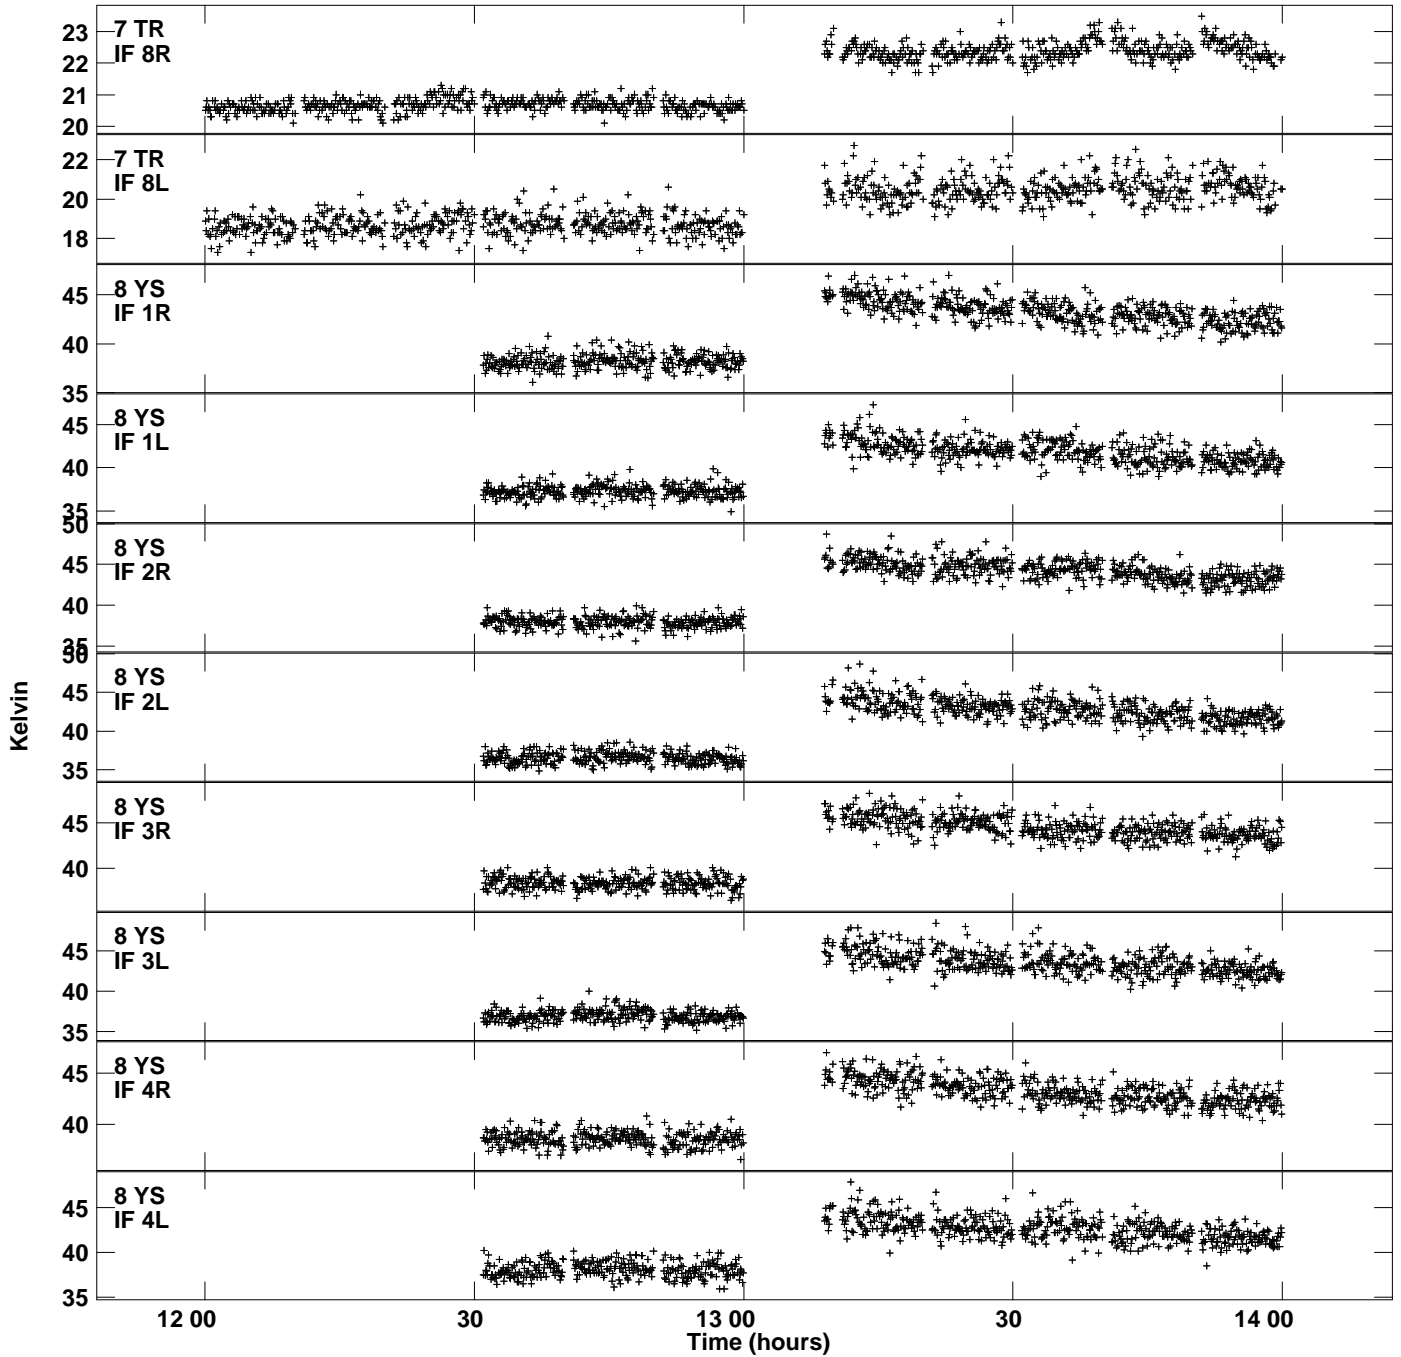 7 TR
IF 8R
23
22
21
20
7 TR
IF 8L
22
20
18
8 YS
IF 1R
45
40
35
8 YS
IF 1L
45
40
35
50
8 YS
IF 2R
45
40
35
50
8 YS
IF 2L
45
40
35
8 YS
IF 3R
45
40
8 YS
IF 3L
45
40
35
8 YS
IF 4R
45
40
8 YS
IF 4L
45
40
35
Kelvin
12 00 30 13 00 30 14 00
Time (hours)